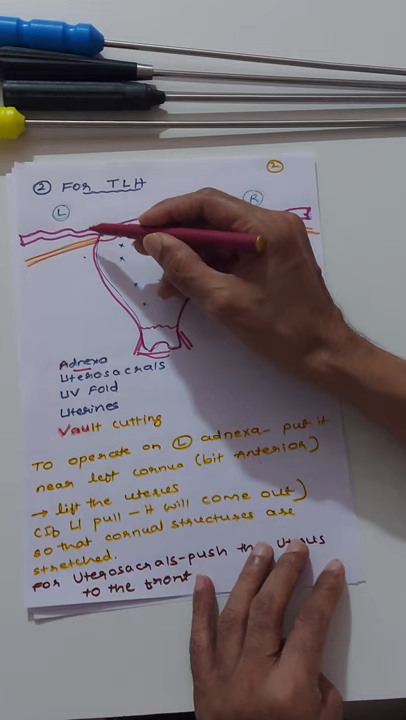 2
② FOR TLH
L
R
Adnexa
Uterosacrals
UV Fold
Uterines
Vault cutting
TO operate on Ⓛ adnexa- put it
near left cornua (bit Anterior)
→ lift the uterus
pull - it will come out)
so that cornual structures are
stretched.
FOR Uterosacrals-push the Uterus
to the front